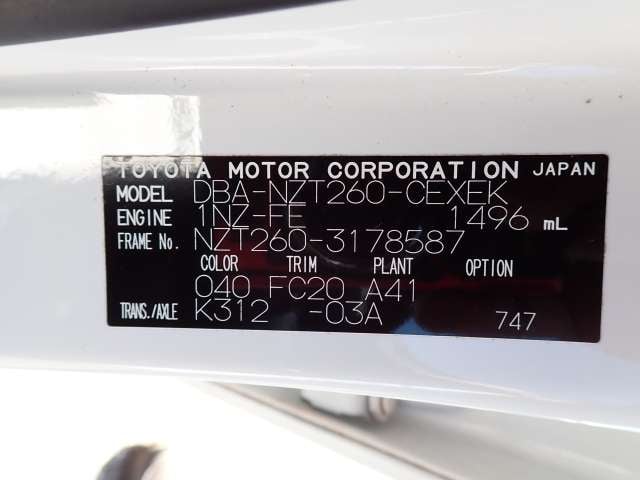 TOYOTA MOTOR CORPORATION JAPAN
MODEL DBA-NZT260-CEXEK
ENGINE 1NZ-FE 1496 mL
FRAME No. NZT260-3178587
COLOR TRIM PLANT OPTION
040 FC20 A41
TRANS./AXLE K312 -03A 747